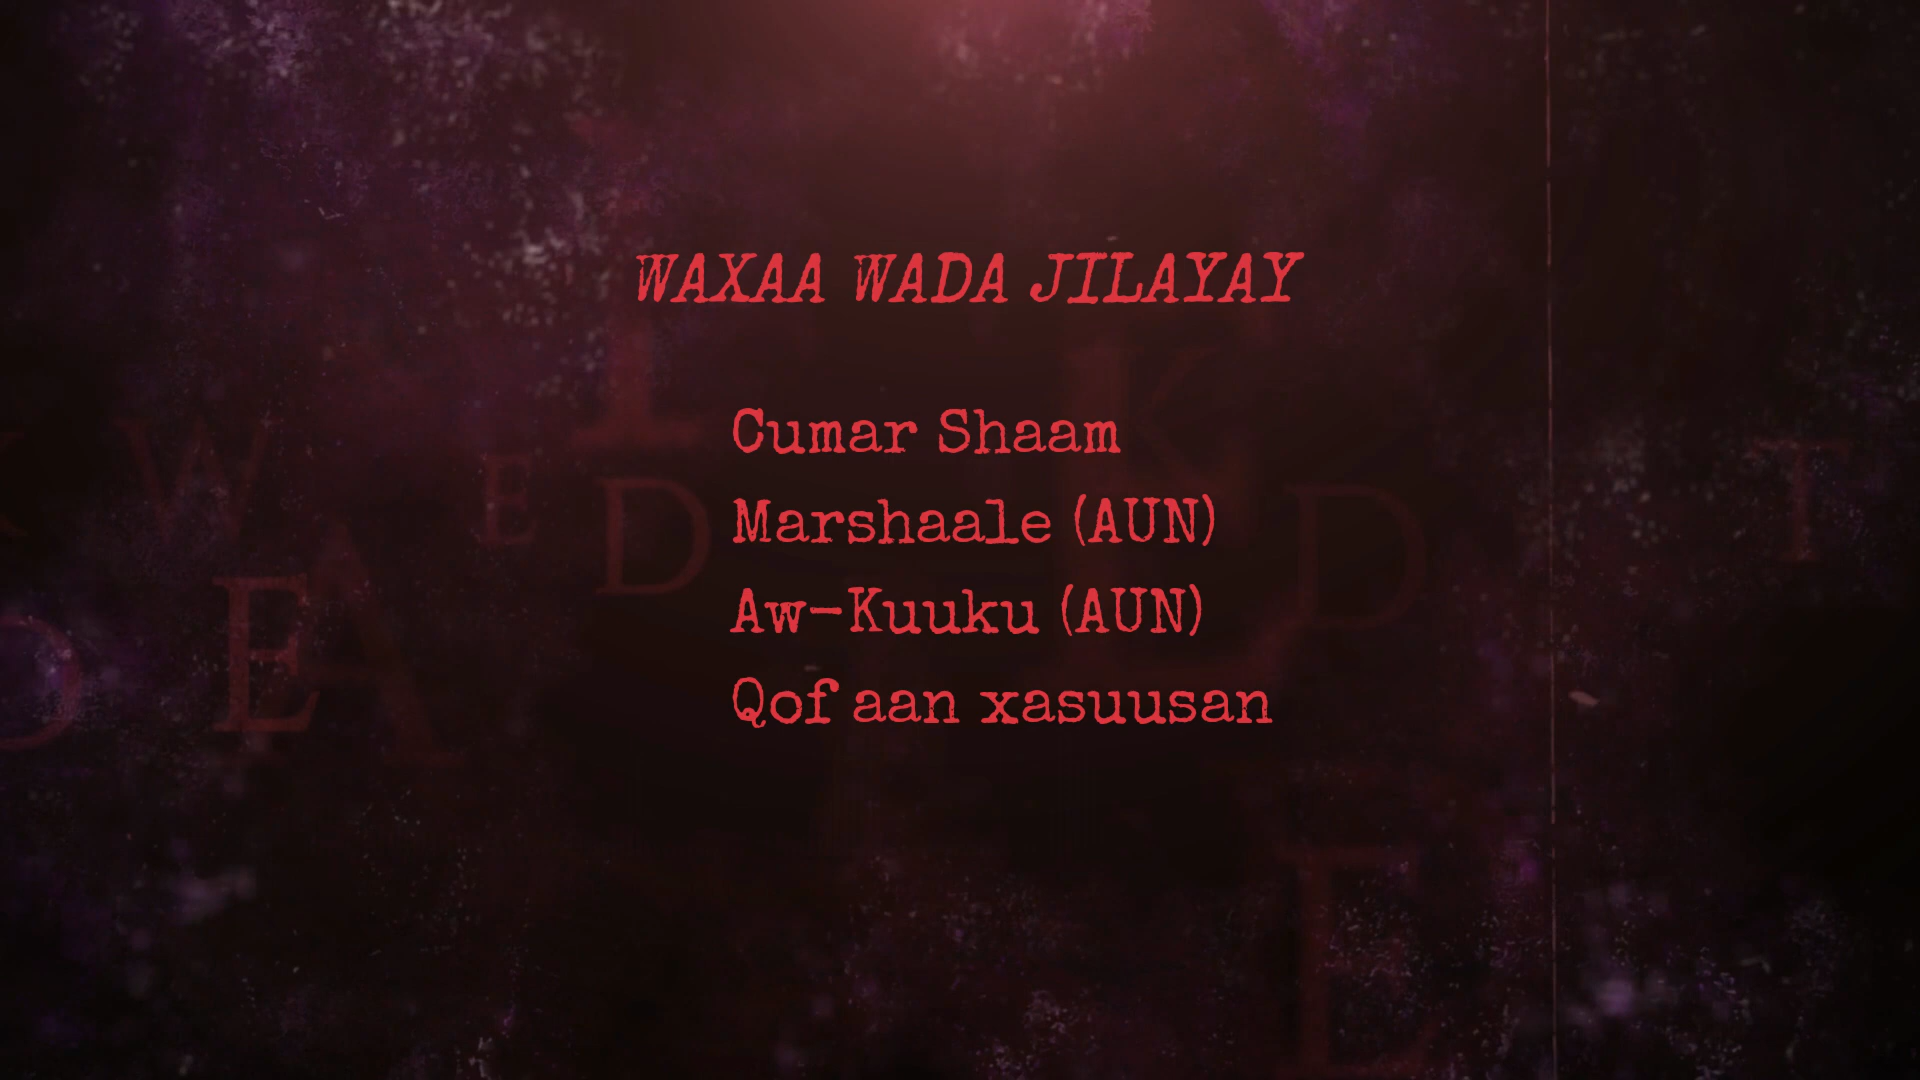 WAXAA WADA JILAYAY
Cumar Shaam
Marshaale (AUN)
Aw-Kuuku (AUN)
Qof aan xasuusan